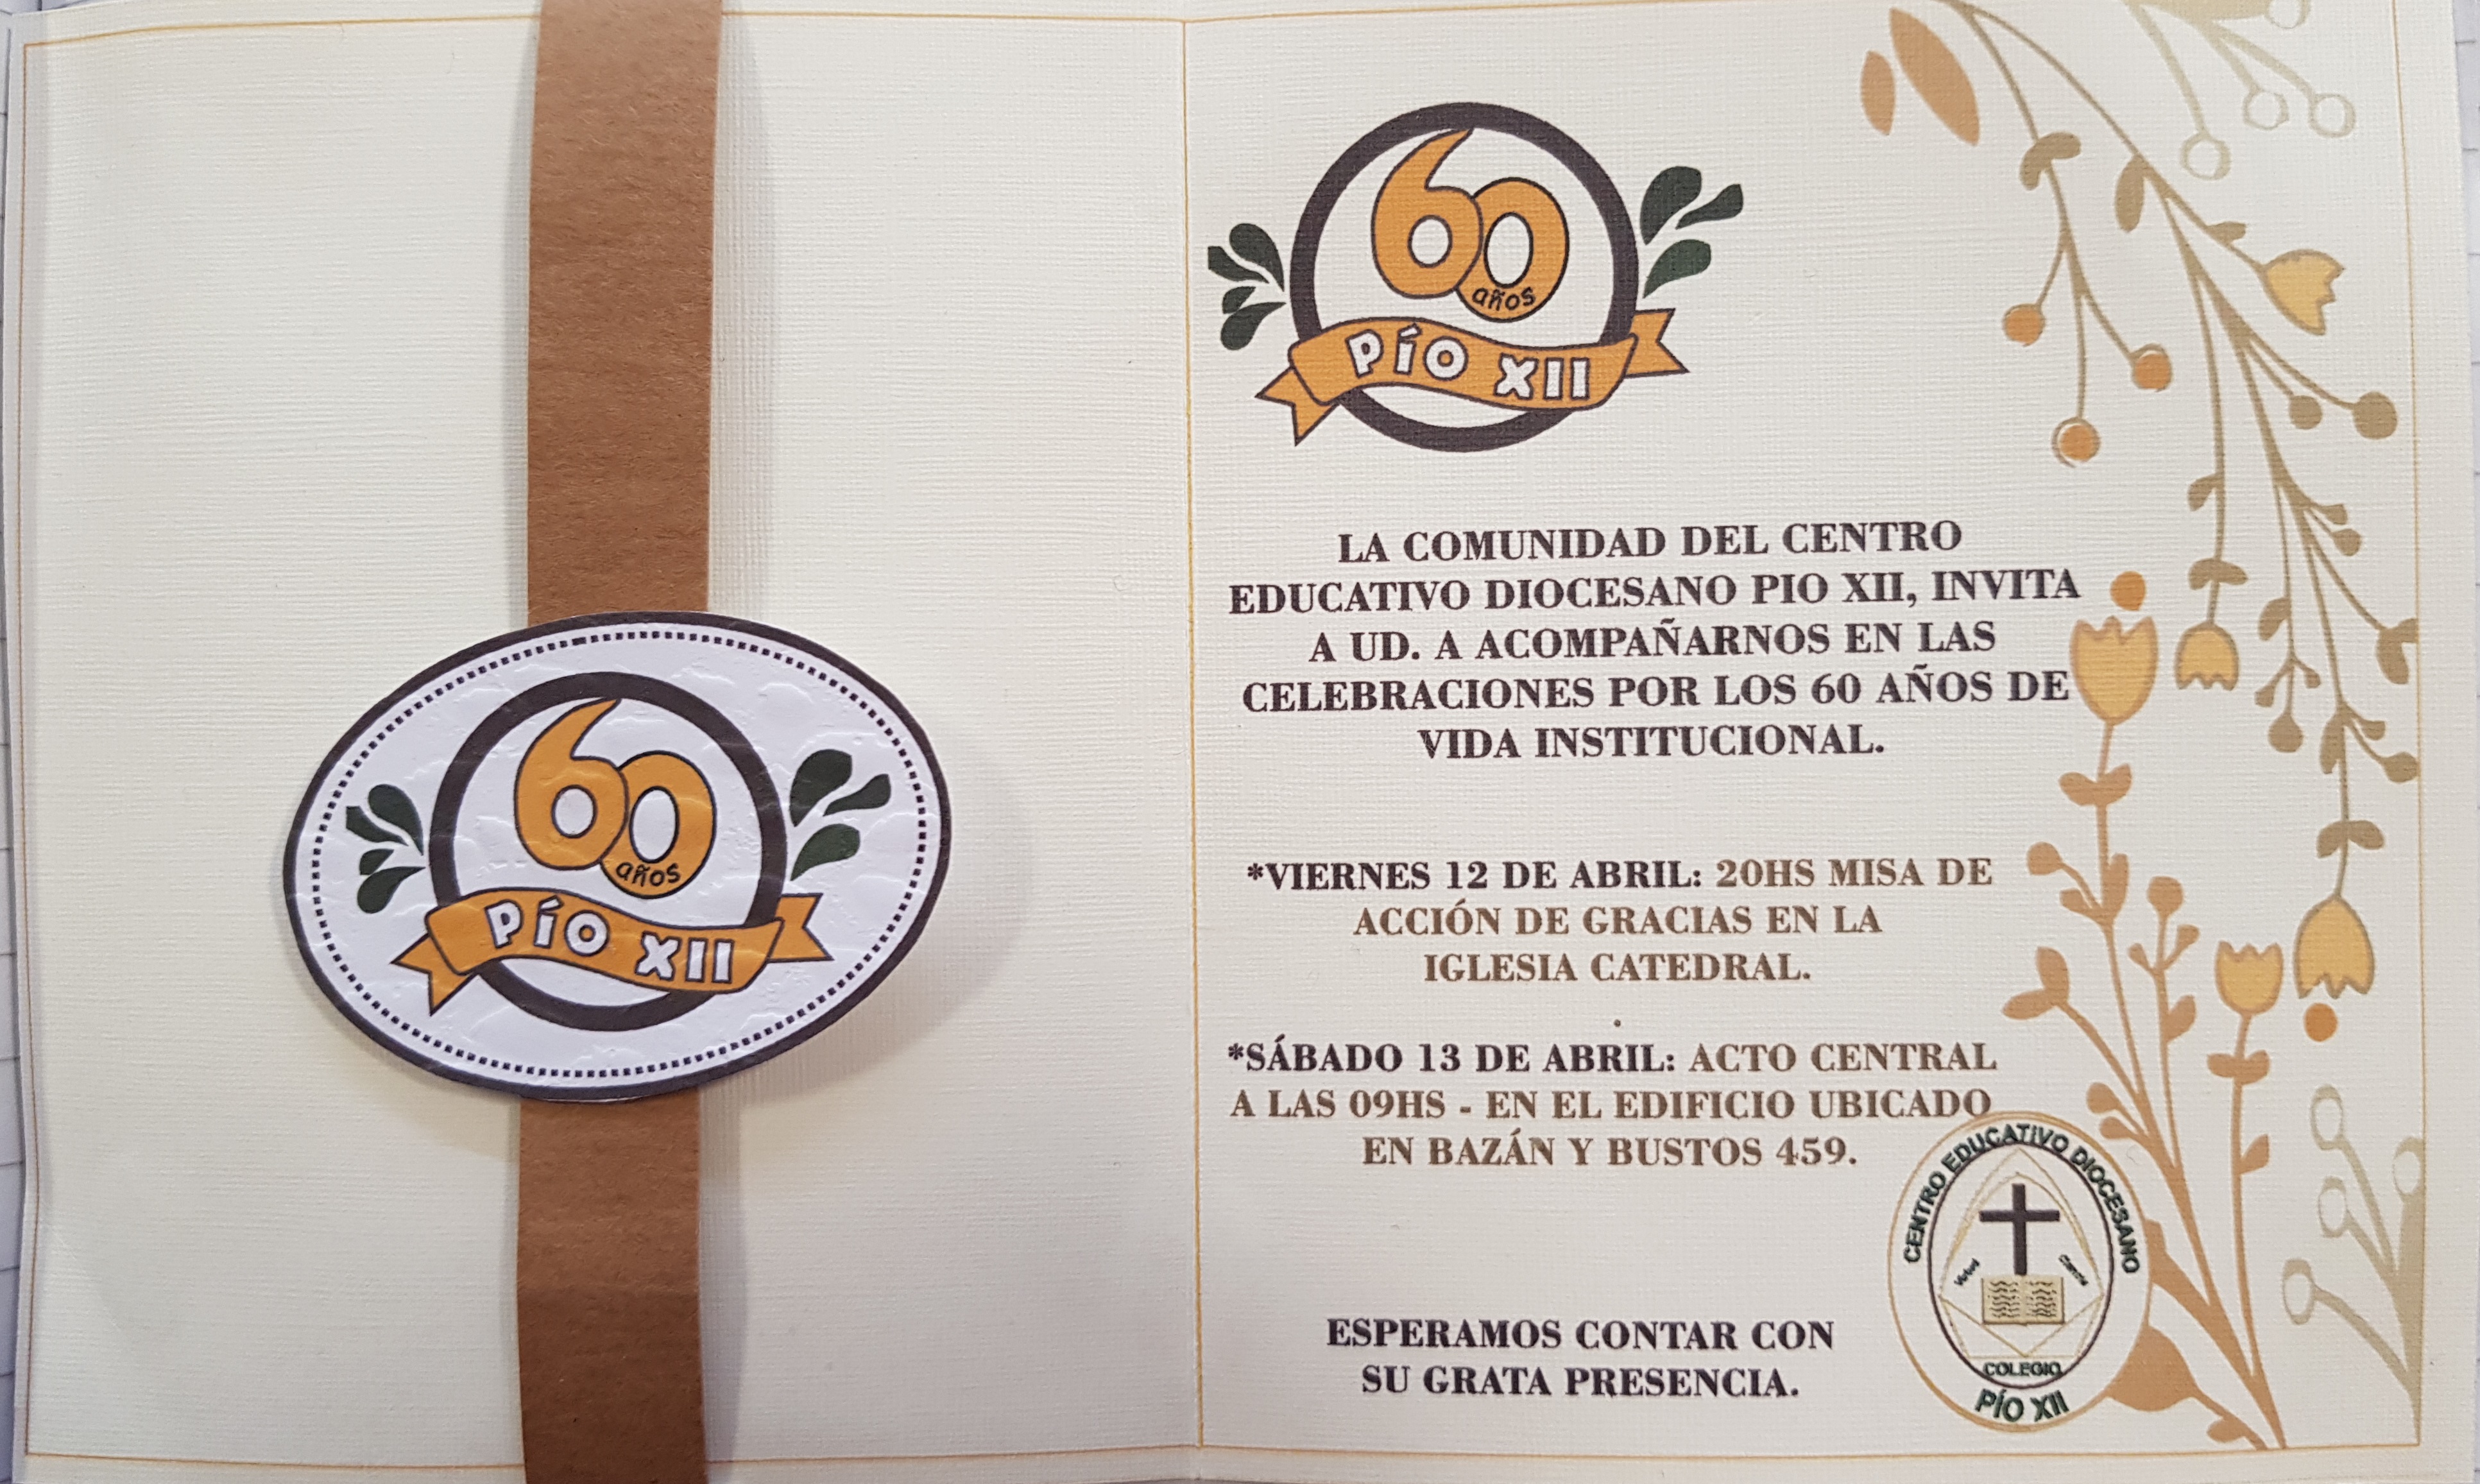 60
años
PÍO XII
60
años
PÍO XII
LA COMUNIDAD DEL CENTRO
EDUCATIVO DIOCESANO PIO XII, INVITA
A UD. A ACOMPAÑARNOS EN LAS
CELEBRACIONES POR LOS 60 AÑOS DE
VIDA INSTITUCIONAL.
*VIERNES 12 DE ABRIL: 20HS MISA DE
ACCIÓN DE GRACIAS EN LA
IGLESIA CATEDRAL.
*SÁBADO 13 DE ABRIL: ACTO CENTRAL
A LAS 09HS - EN EL EDIFICIO UBICADO
EN BAZÁN Y BUSTOS 459.
ESPERAMOS CONTAR CON
SU GRATA PRESENCIA.
CENTRO EDUCATIVO DIOCESANO
COLEGIO
PÍO XII